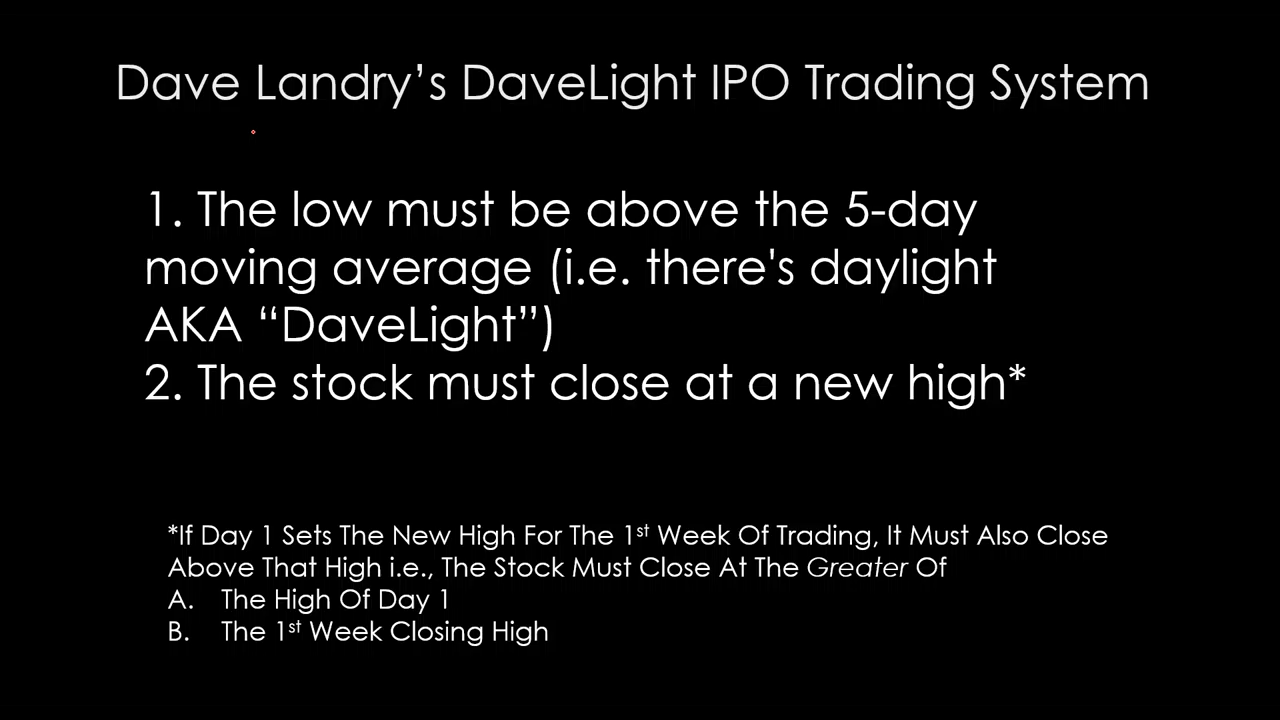 Dave Landry’s DaveLight IPO Trading System
1. The low must be above the 5-day
moving average (i.e. there's daylight
AKA “DaveLight”)
2. The stock must close at a new high*
*If Day 1 Sets The New High For The 1st Week Of Trading, It Must Also Close
Above That High i.e., The Stock Must Close At The Greater Of
A. The High Of Day 1
B. The 1st Week Closing High